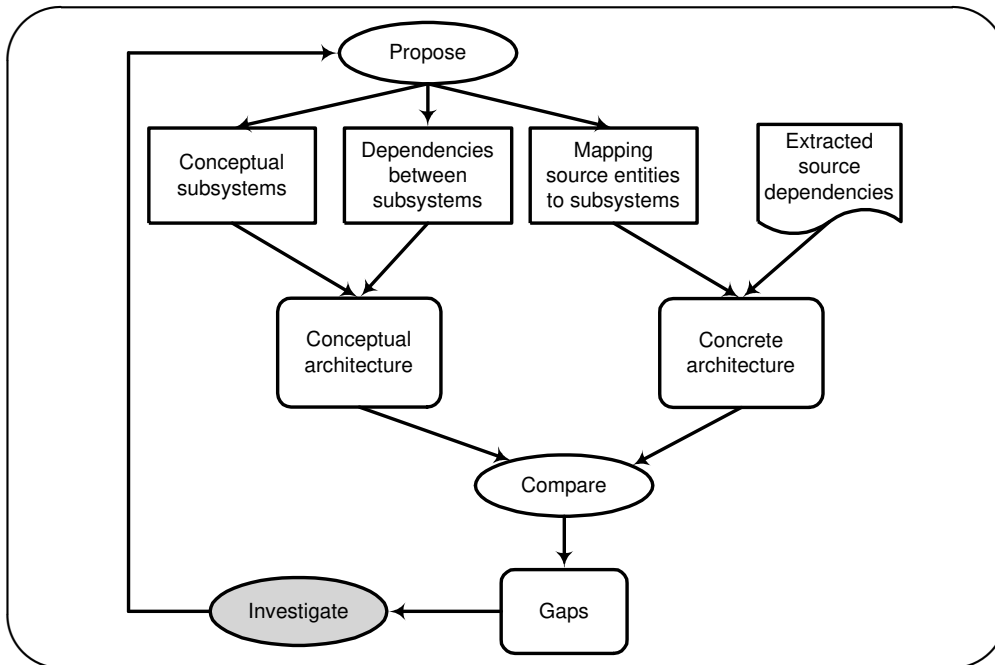 Propose
Conceptual
subsystems
Dependencies
between
subsystems
Mapping
source entities
to subsystems
Extracted
source
dependencies
Conceptual
architecture
Concrete
architecture
Compare
Investigate
Gaps